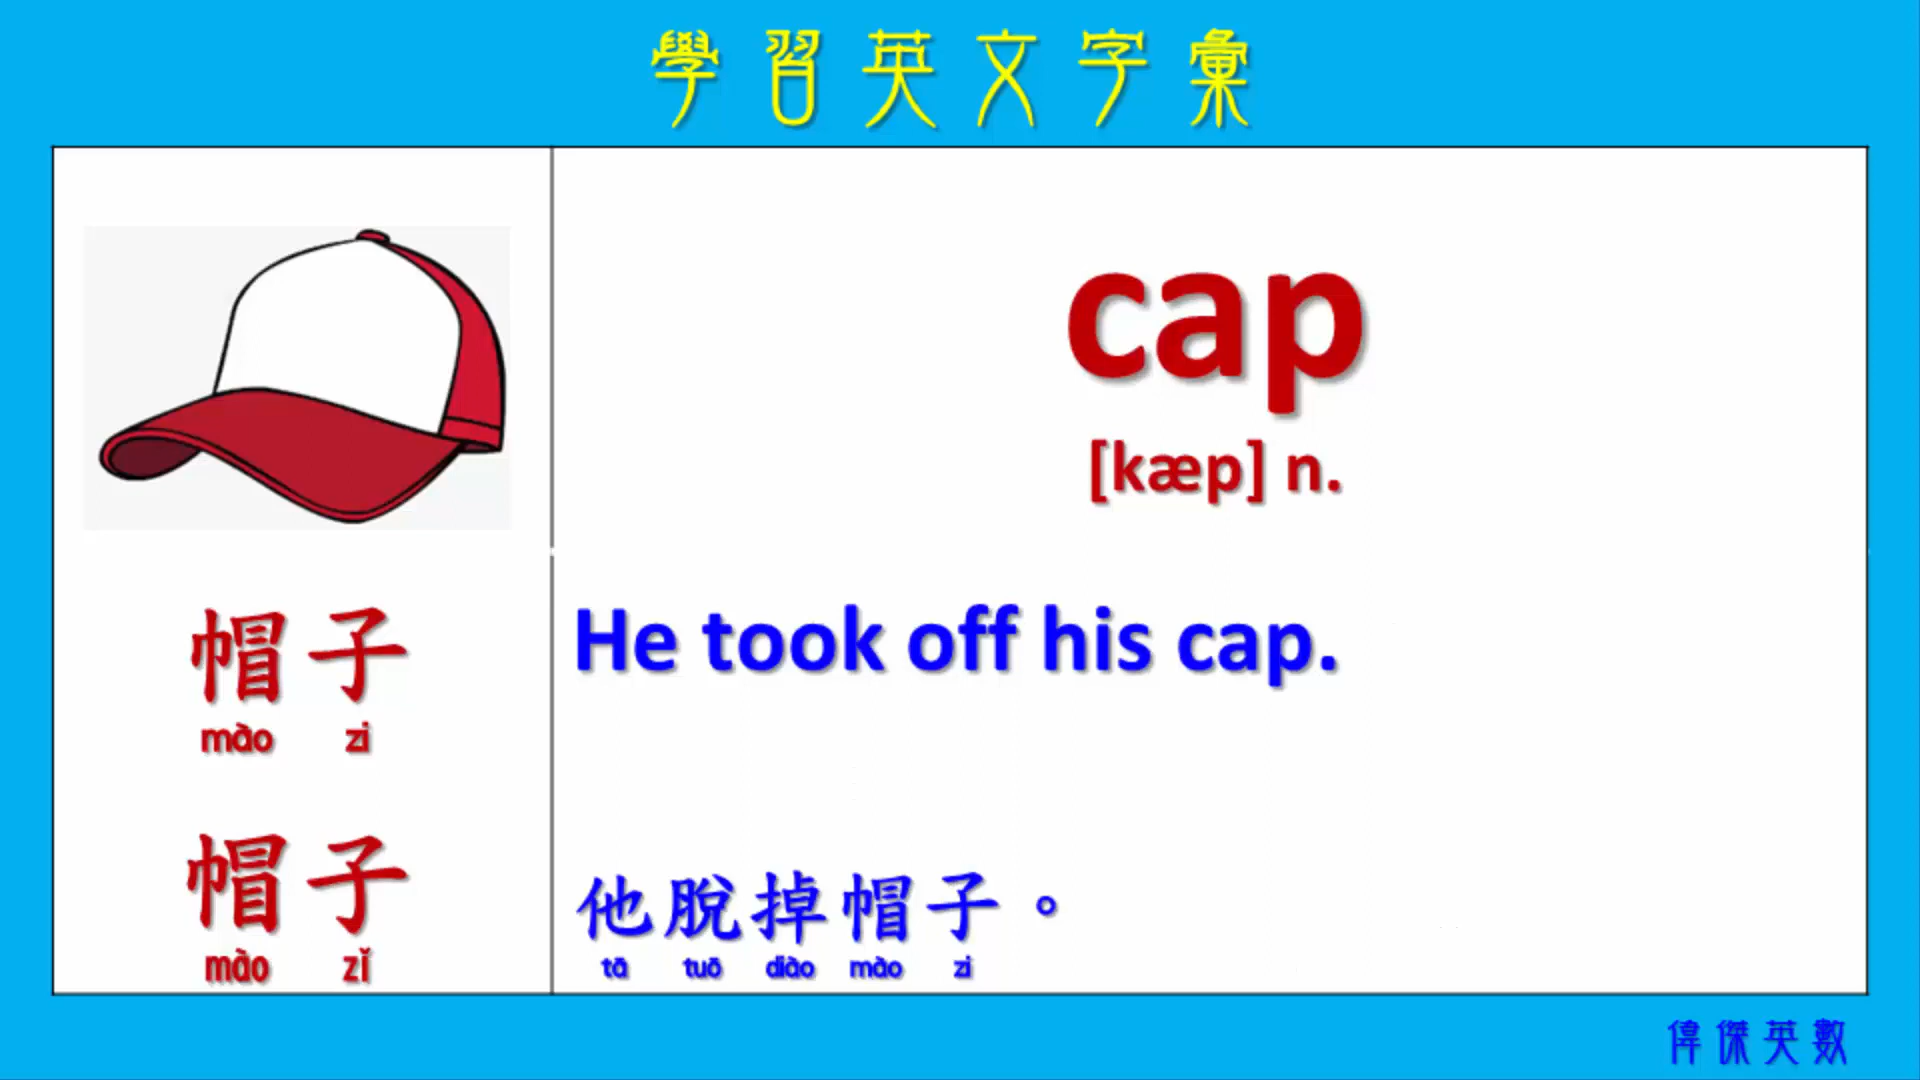 學習英文字彙
cap
[kæp] n.
帽子
mào zi
帽子
mào zǐ
He took off his cap.
他脫掉帽子。
tā tuō diào mào zi
偉傑英數